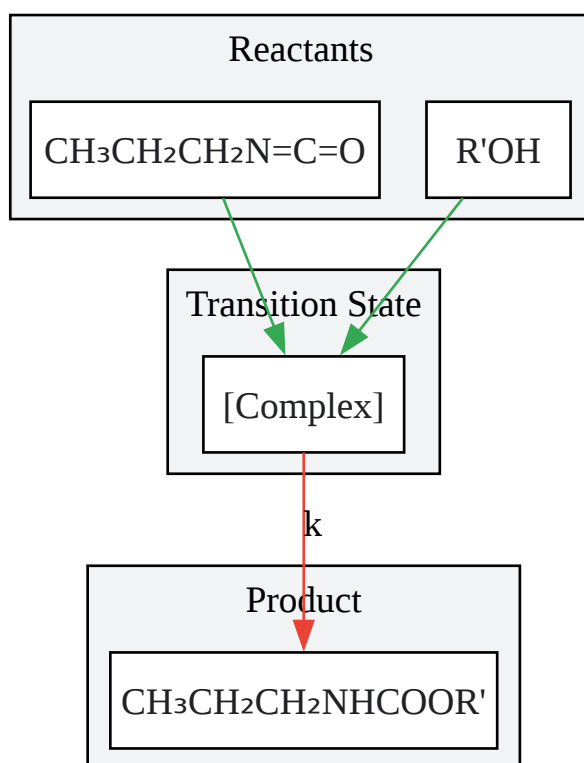 Reactants
CH₃CH₂CH₂N=C=O
R'OH
Transition State
[Complex]
k
Product
CH₃CH₂CH₂NHCOOR'